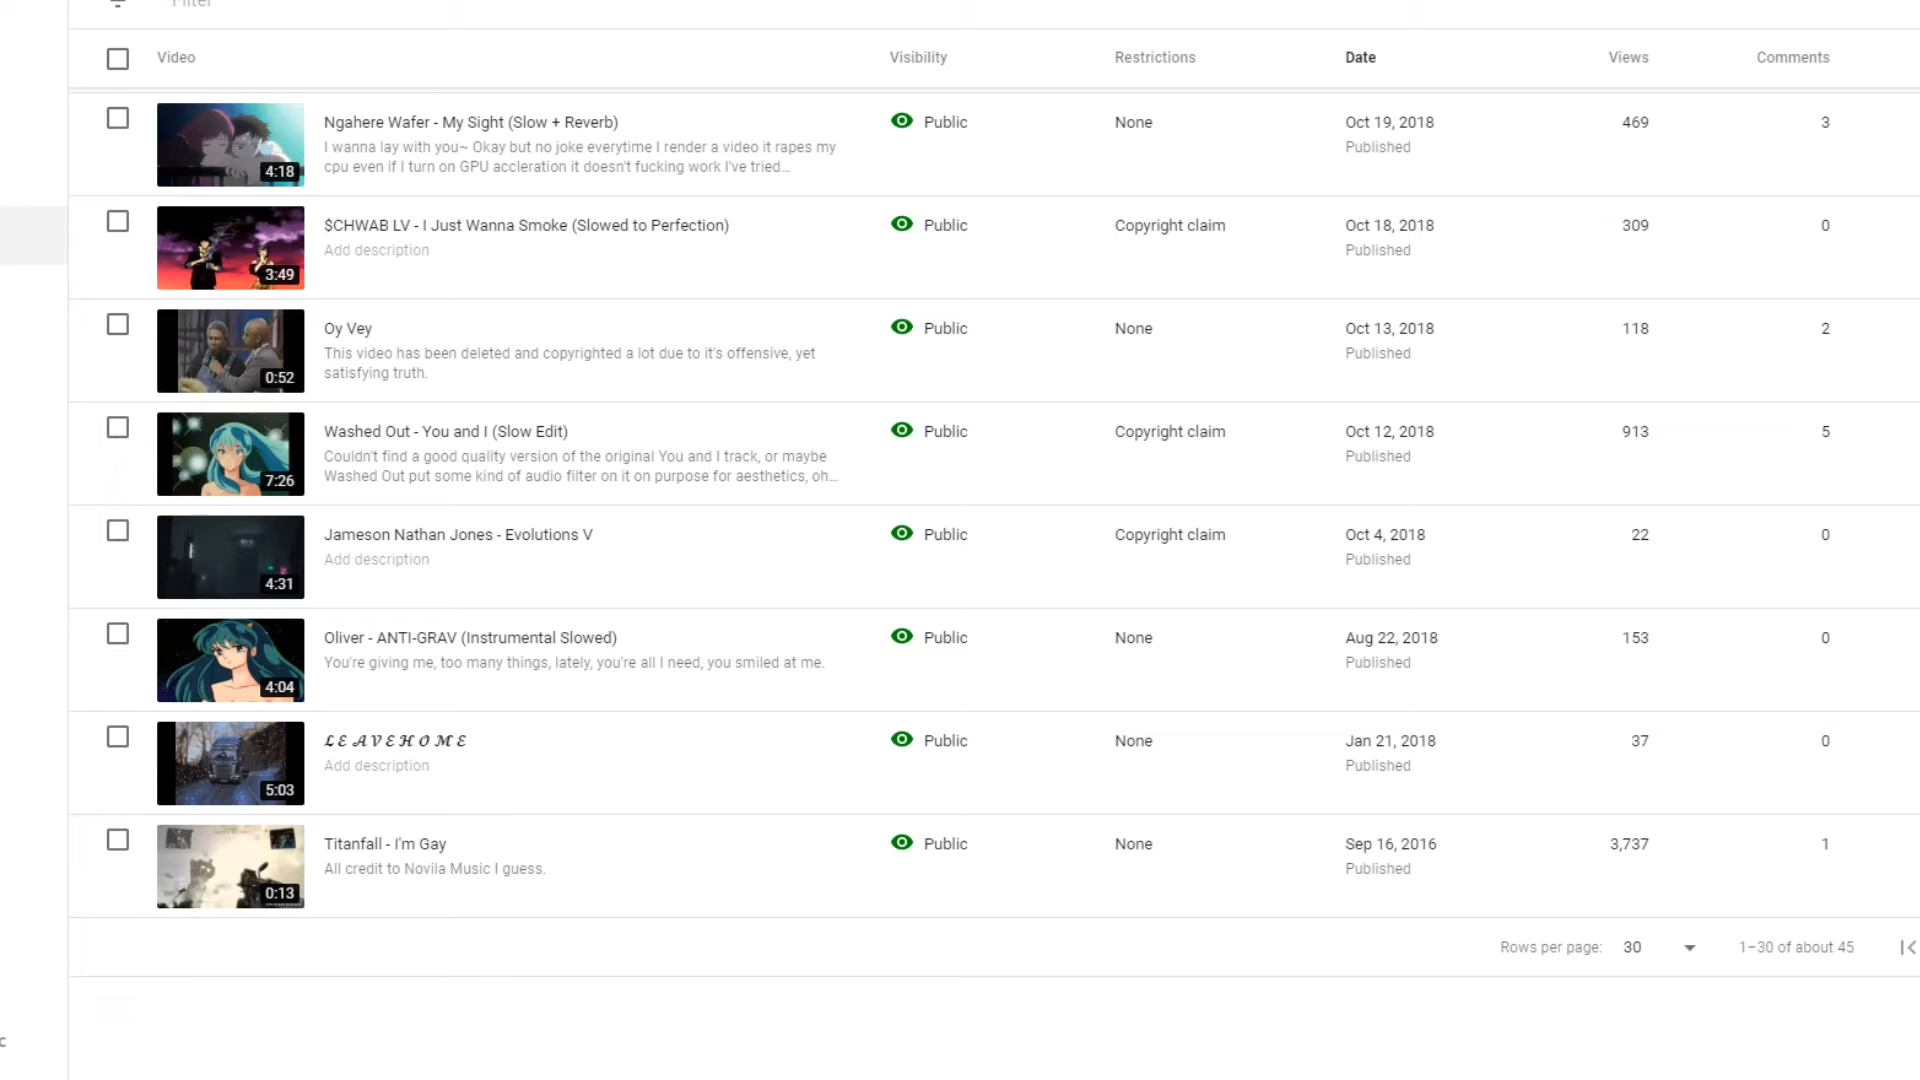 Filter
Video Visibility Restrictions Date Views Comments
Ngahere Wafer - My Sight (Slow + Reverb) Public None Oct 19, 2018 469 3
I wanna lay with you~ Okay but no joke everytime I render a video it rapes my Published
cpu even if I turn on GPU accleration it doesn't fucking work I've tried...
4:18
$CHWAB LV - I Just Wanna Smoke (Slowed to Perfection) Public Copyright claim Oct 18, 2018 309 0
Add description Published
3:49
Oy Vey Public None Oct 13, 2018 118 2
This video has been deleted and copyrighted a lot due to it's offensive, yet Published
satisfying truth.
0:52
Washed Out - You and I (Slow Edit) Public Copyright claim Oct 12, 2018 913 5
Couldn't find a good quality version of the original You and I track, or maybe Published
Washed Out put some kind of audio filter on it on purpose for aesthetics, oh...
7:26
Jameson Nathan Jones - Evolutions V Public Copyright claim Oct 4, 2018 22 0
Add description Published
4:31
Oliver - ANTI-GRAV (Instrumental Slowed) Public None Aug 22, 2018 153 0
You're giving me, too many things, lately, you're all I need, you smiled at me. Published
4:04
𝓛 𝓔 𝓐 𝓥 𝓔 𝓗 𝓞 𝓜 𝓔 Public None Jan 21, 2018 37 0
Add description Published
5:03
Titanfall - I'm Gay Public None Sep 16, 2016 3,737 1
All credit to Novila Music I guess. Published
0:13
Rows per page: 30 1–30 of about 45
c